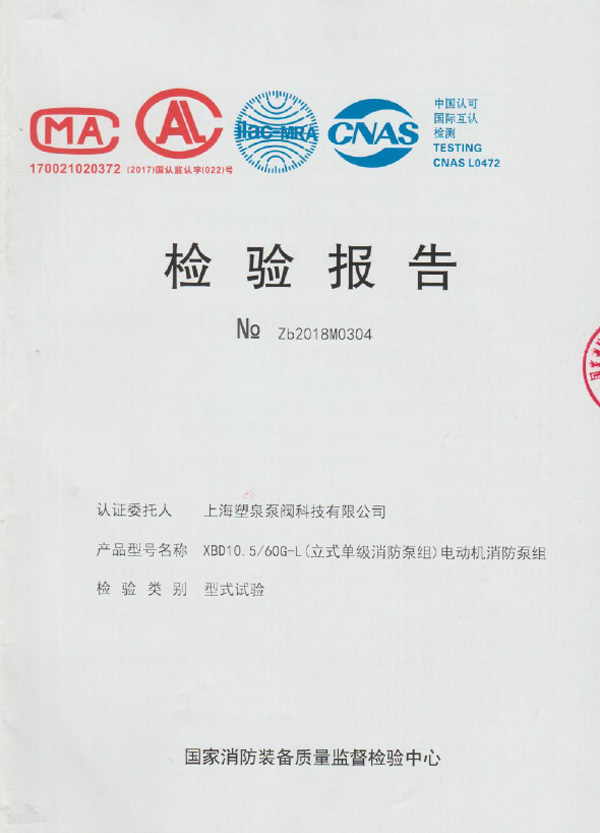 MA
AL
ilac-MRA
CNAS
中国认可
国际互认
检测
TESTING
CNAS L0472
170021020372
(2017)国认监认字(022)号
检验报告
№ Zb2018M0304
认证委托人 上海塑泉泵阀科技有限公司
产品型号名称 XBD10.5/60G-L(立式单级消防泵组)电动机消防泵组
检验类别 型式试验
国家消防装备质量监督检验中心